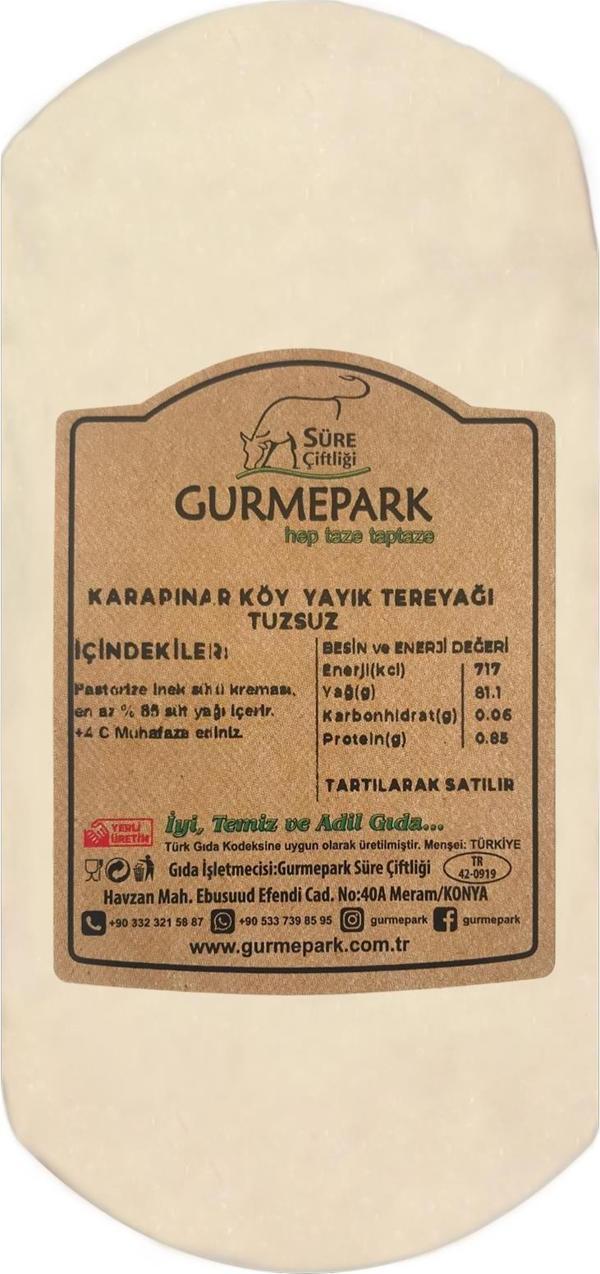 SÜRE
Çiftliği
GURMEPARK
hep taze taptaze
KARAPINAR KÖY YAYIK TEREYAĞI
TUZSUZ
İÇİNDEKİLER:
Pastorize inek sütü kreması,
en az % 85 süt yağı içerir.
+4 C Muhafaza ediniz.
BESİN ve ENERJİ DEĞERİ
Enerji(kcl) 717
Yağ(g) 81.1
Karbonhidrat(g) 0.06
Protein(g) 0.85
TARTILARAK SATILIR
YERLİ
ÜRETİM
İyi, Temiz ve Adil Gıda...
Türk Gıda Kodeksine uygun olarak üretilmiştir. Menşei: TÜRKİYE
Gıda İşletmecisi:Gurmepark Süre Çiftliği
TR
42-0919
Havzan Mah. Ebusuud Efendi Cad. No:40A Meram/KONYA
+90 332 321 58 87 +90 533 739 85 95 gurmepark gurmepark
www.gurmepark.com.tr